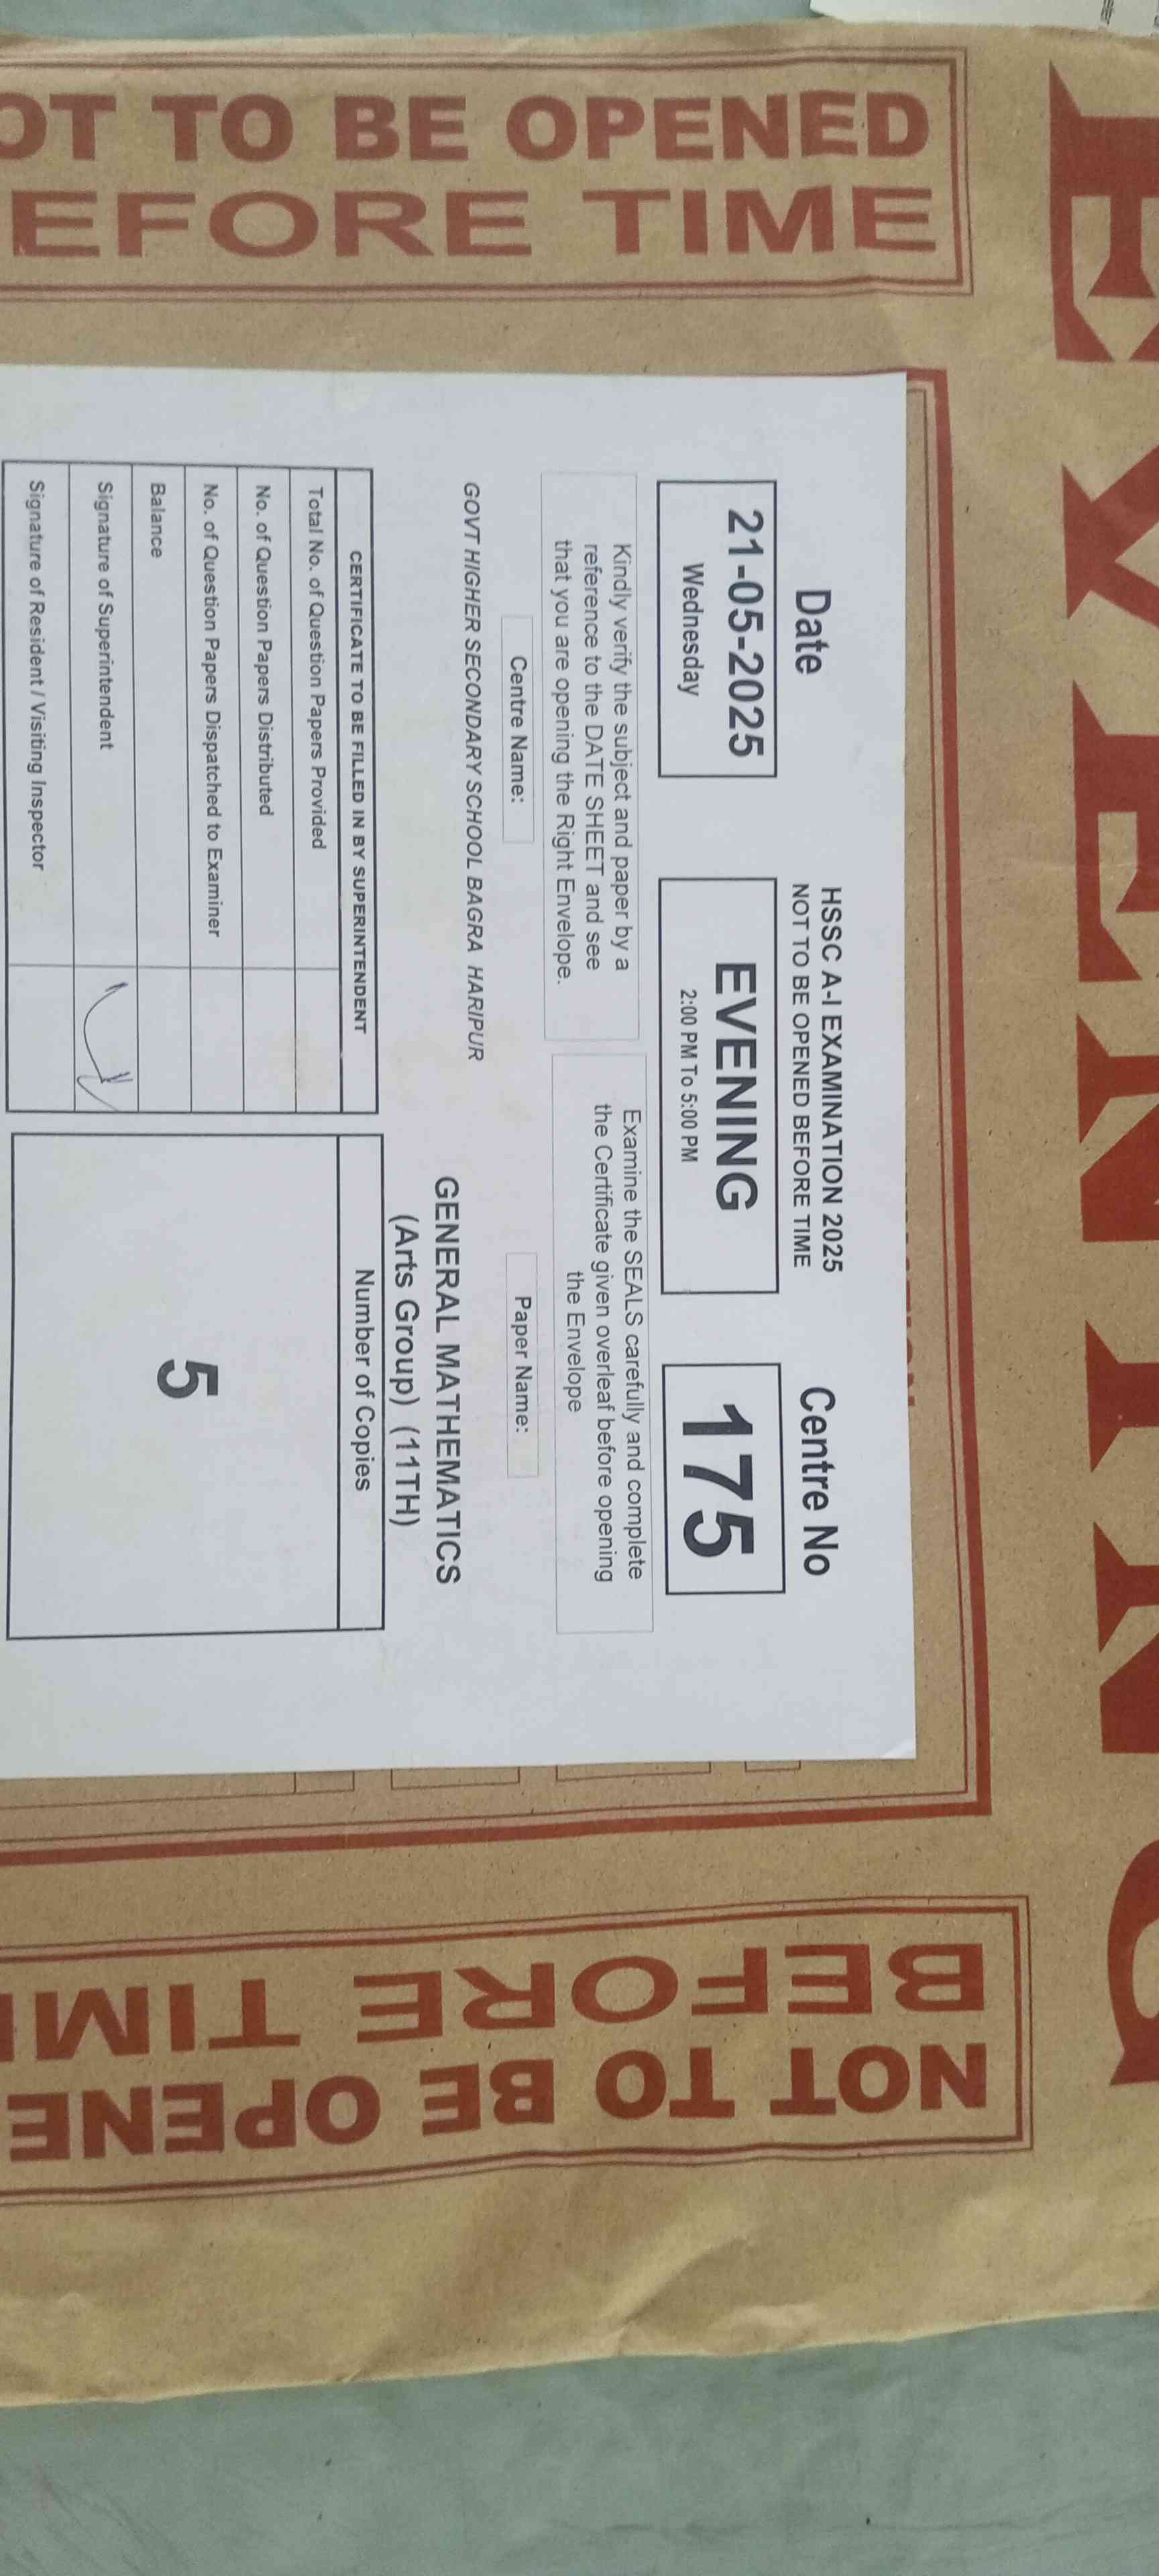 EVENING
OT TO BE OPENED
EFORE TIME
HSSC A-I EXAMINATION 2025
NOT TO BE OPENED BEFORE TIME
Date
Centre No
21-05-2025
Wednesday
EVENING
2:00 PM To 5:00 PM
175
Kindly verify the subject and paper by a
reference to the DATE SHEET and see
that you are opening the Right Envelope.
Examine the SEALS carefully and complete
the Certificate given overleaf before opening
the Envelope
Centre Name:
Paper Name:
GOVT HIGHER SECONDARY SCHOOL BAGRA HARIPUR
GENERAL MATHEMATICS
(Arts Group) (11TH)
CERTIFICATE TO BE FILLED IN BY SUPERINTENDENT
Total No. of Question Papers Provided
No. of Question Papers Distributed
No. of Question Papers Dispatched to Examiner
Balance
Signature of Superintendent
Signature of Resident / Visiting Inspector
Number of Copies
5
NOT TO BE OPENE
BEFORE TIM